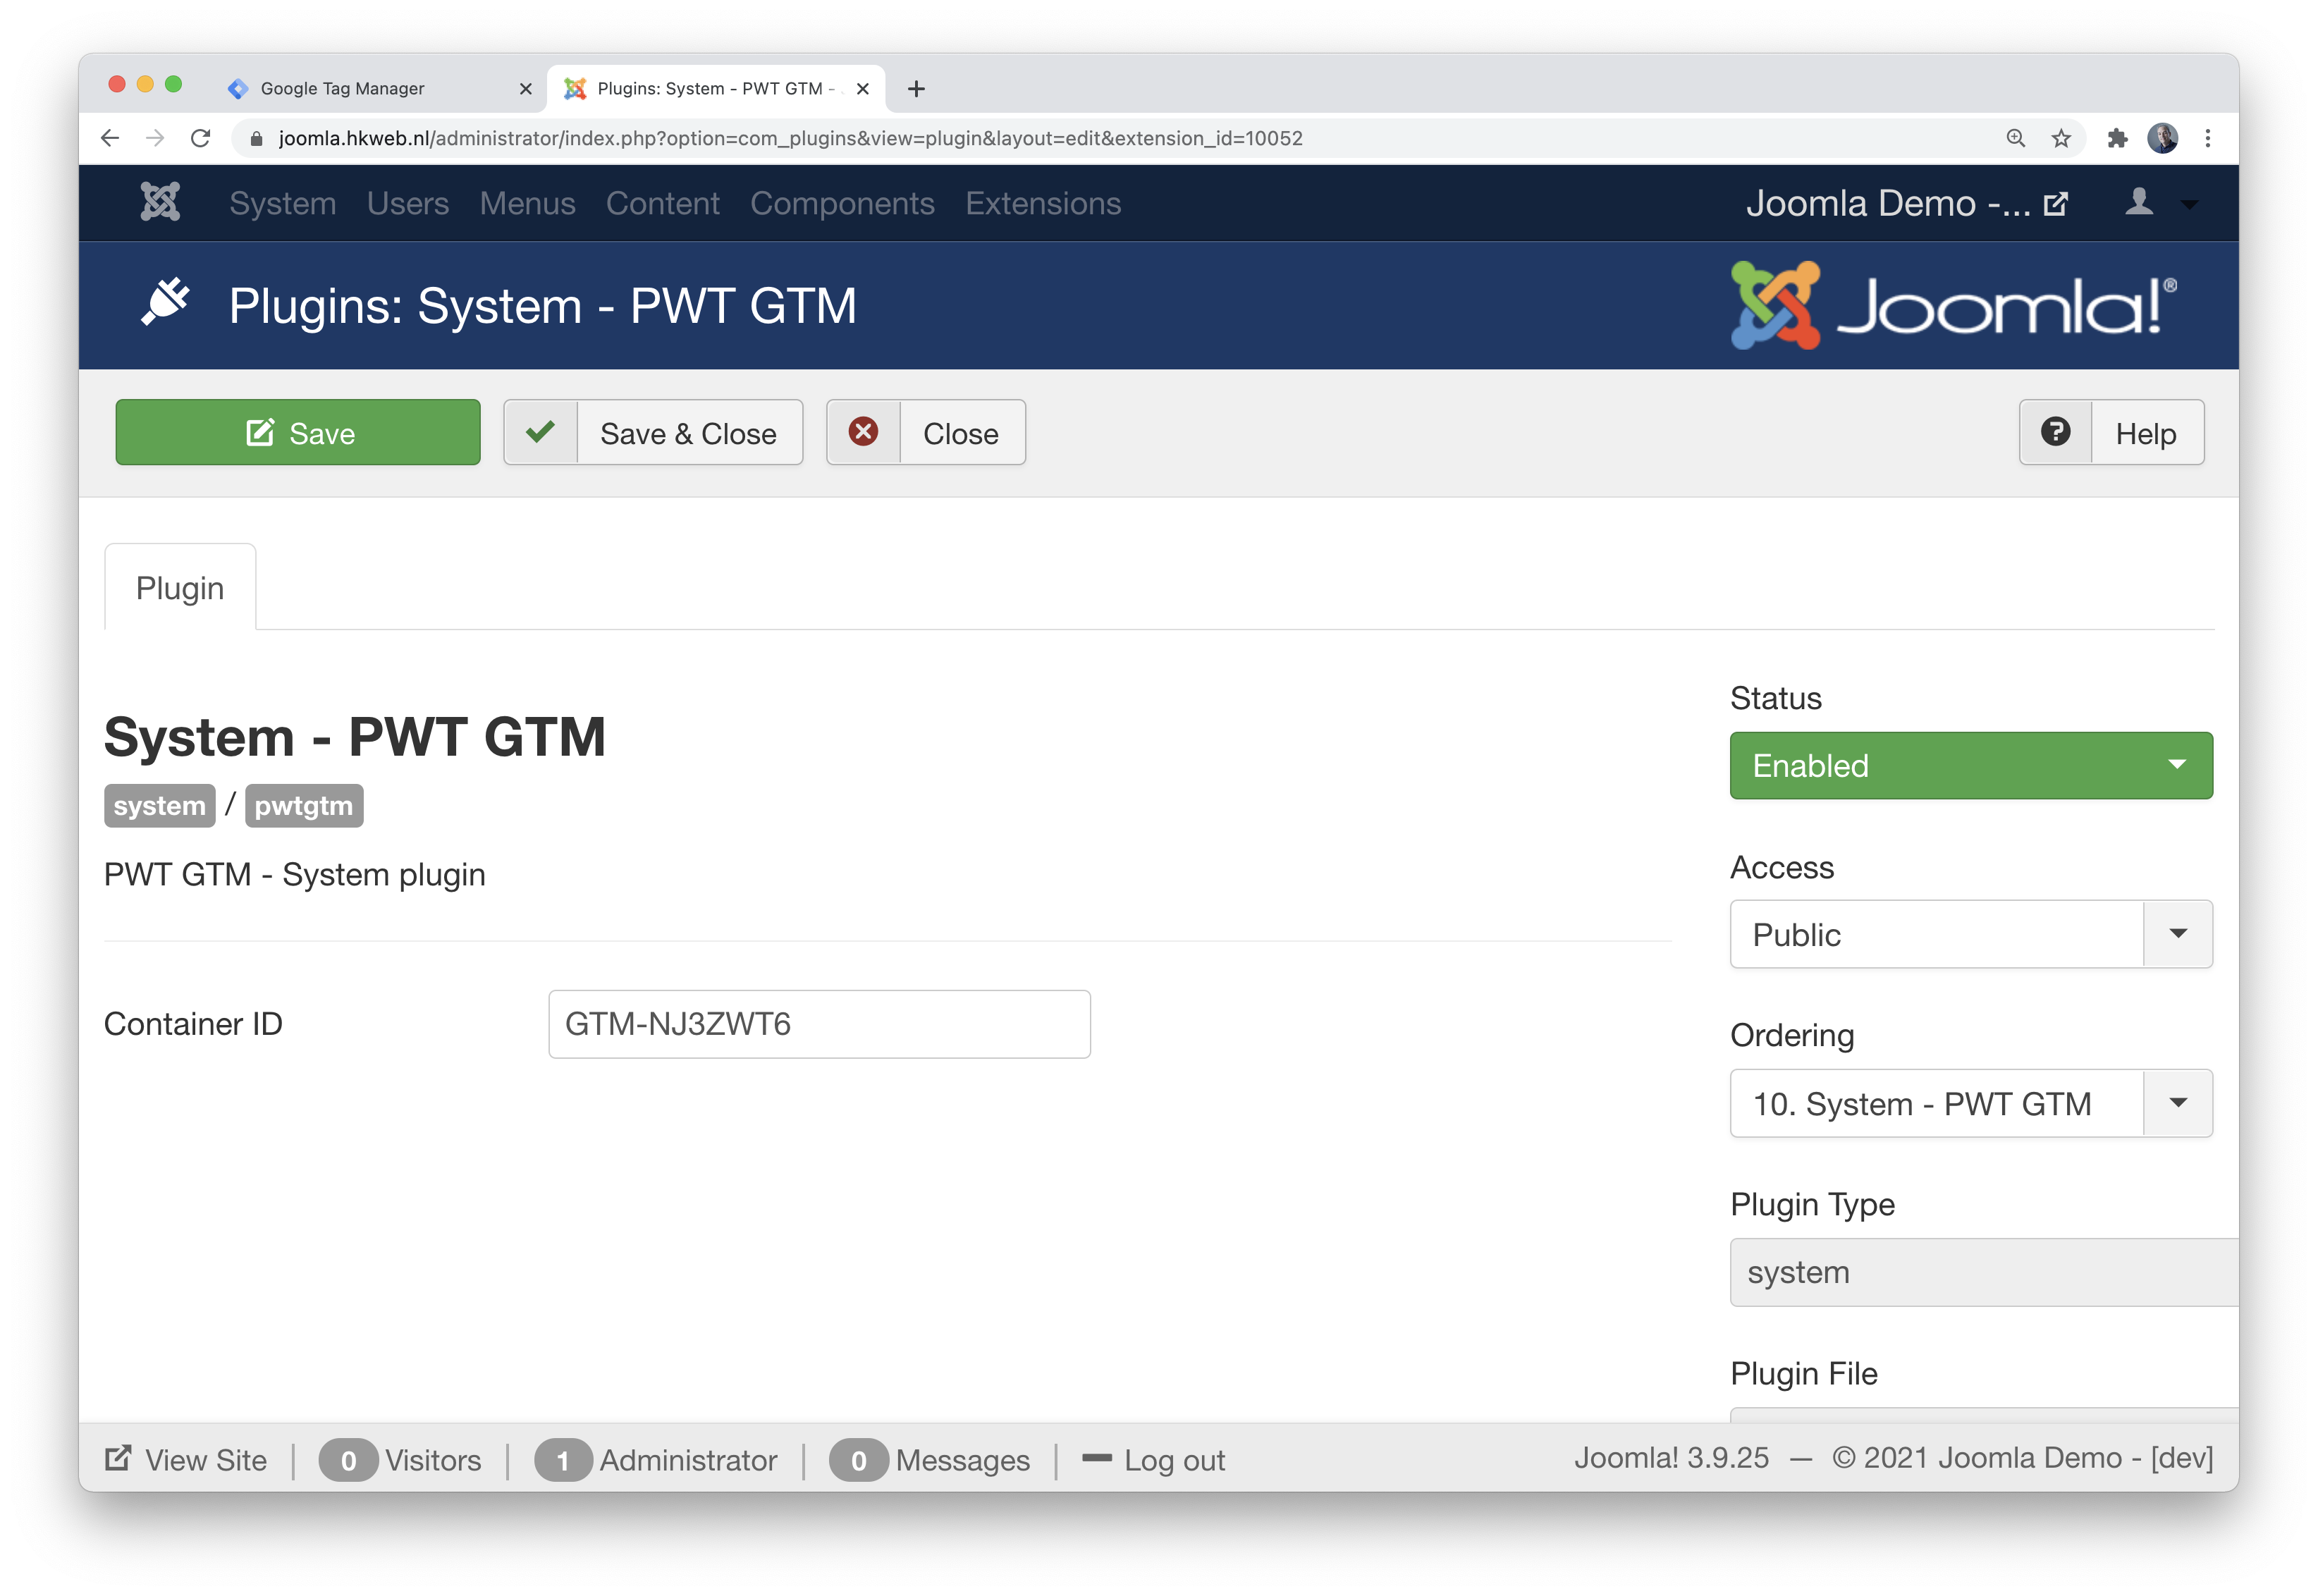 Google Tag Manager
Plugins: System - PWT GTM -
joomla.hkweb.nl/administrator/index.php?option=com_plugins&view=plugin&layout=edit&extension_id=10052
System Users Menus Content Components Extensions
Joomla Demo -...
Plugins: System - PWT GTM
Joomla!®
Save
Save & Close
Close
Help
Plugin
System - PWT GTM
system / pwtgtm
PWT GTM - System plugin
Container ID
GTM-NJ3ZWT6
Status
Enabled
Access
Public
Ordering
10. System - PWT GTM
Plugin Type
system
Plugin File
View Site | 0 Visitors | 1 Administrator | 0 Messages | Log out
Joomla! 3.9.25 — © 2021 Joomla Demo - [dev]